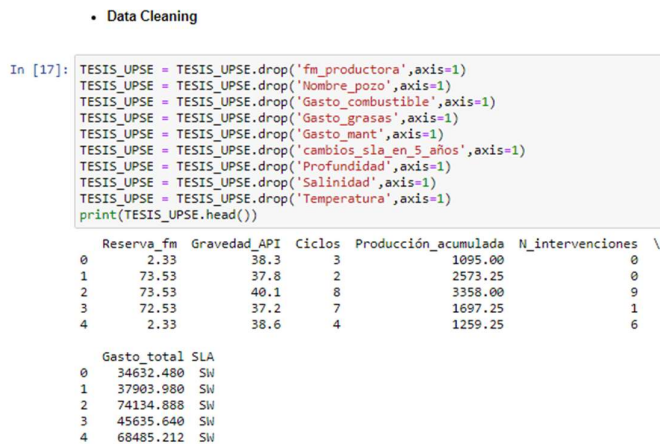 • Data Cleaning
In [17]: TESIS_UPSE = TESIS_UPSE.drop('fm_productora',axis=1)
TESIS_UPSE = TESIS_UPSE.drop('Nombre_pozo',axis=1)
TESIS_UPSE = TESIS_UPSE.drop('Gasto_combustible',axis=1)
TESIS_UPSE = TESIS_UPSE.drop('Gasto_grasas',axis=1)
TESIS_UPSE = TESIS_UPSE.drop('Gasto_mant',axis=1)
TESIS_UPSE = TESIS_UPSE.drop('cambios_sla_en_5_años',axis=1)
TESIS_UPSE = TESIS_UPSE.drop('Profundidad',axis=1)
TESIS_UPSE = TESIS_UPSE.drop('Salinidad',axis=1)
TESIS_UPSE = TESIS_UPSE.drop('Temperatura',axis=1)
print(TESIS_UPSE.head())
Reserva_fm Gravedad_API Ciclos Producción_acumulada N_intervenciones \
0 2.33 38.3 3 1095.00 0
1 73.53 37.8 2 2573.25 0
2 73.53 40.1 8 3358.00 9
3 72.53 37.2 7 1697.25 1
4 2.33 38.6 4 1259.25 6
Gasto_total SLA
0 34632.480 SW
1 37903.980 SW
2 74134.888 SW
3 45635.640 SW
4 68485.212 SW